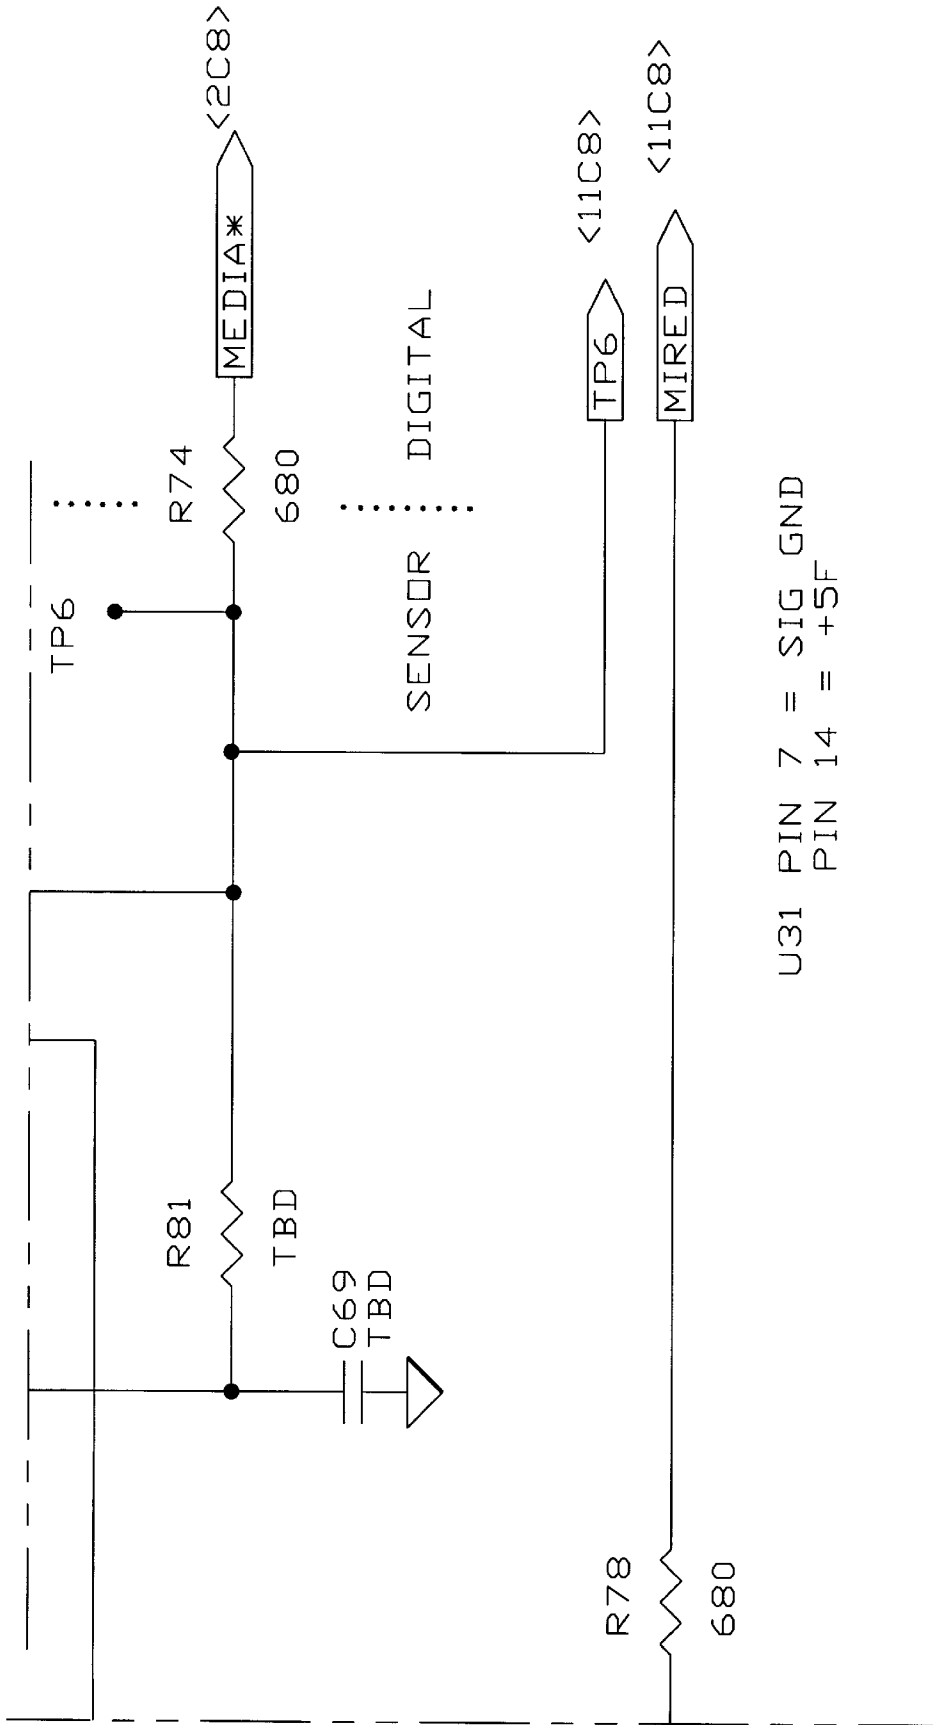 TP6
R74
680
MEDIA*
<2C8>
R81
TBD
C69
TBD
SENSOR
DIGITAL
TP6
<11C8>
R78
680
MIRED
<11C8>
U31 PIN 7 = SIG GND
PIN 14 = +5F